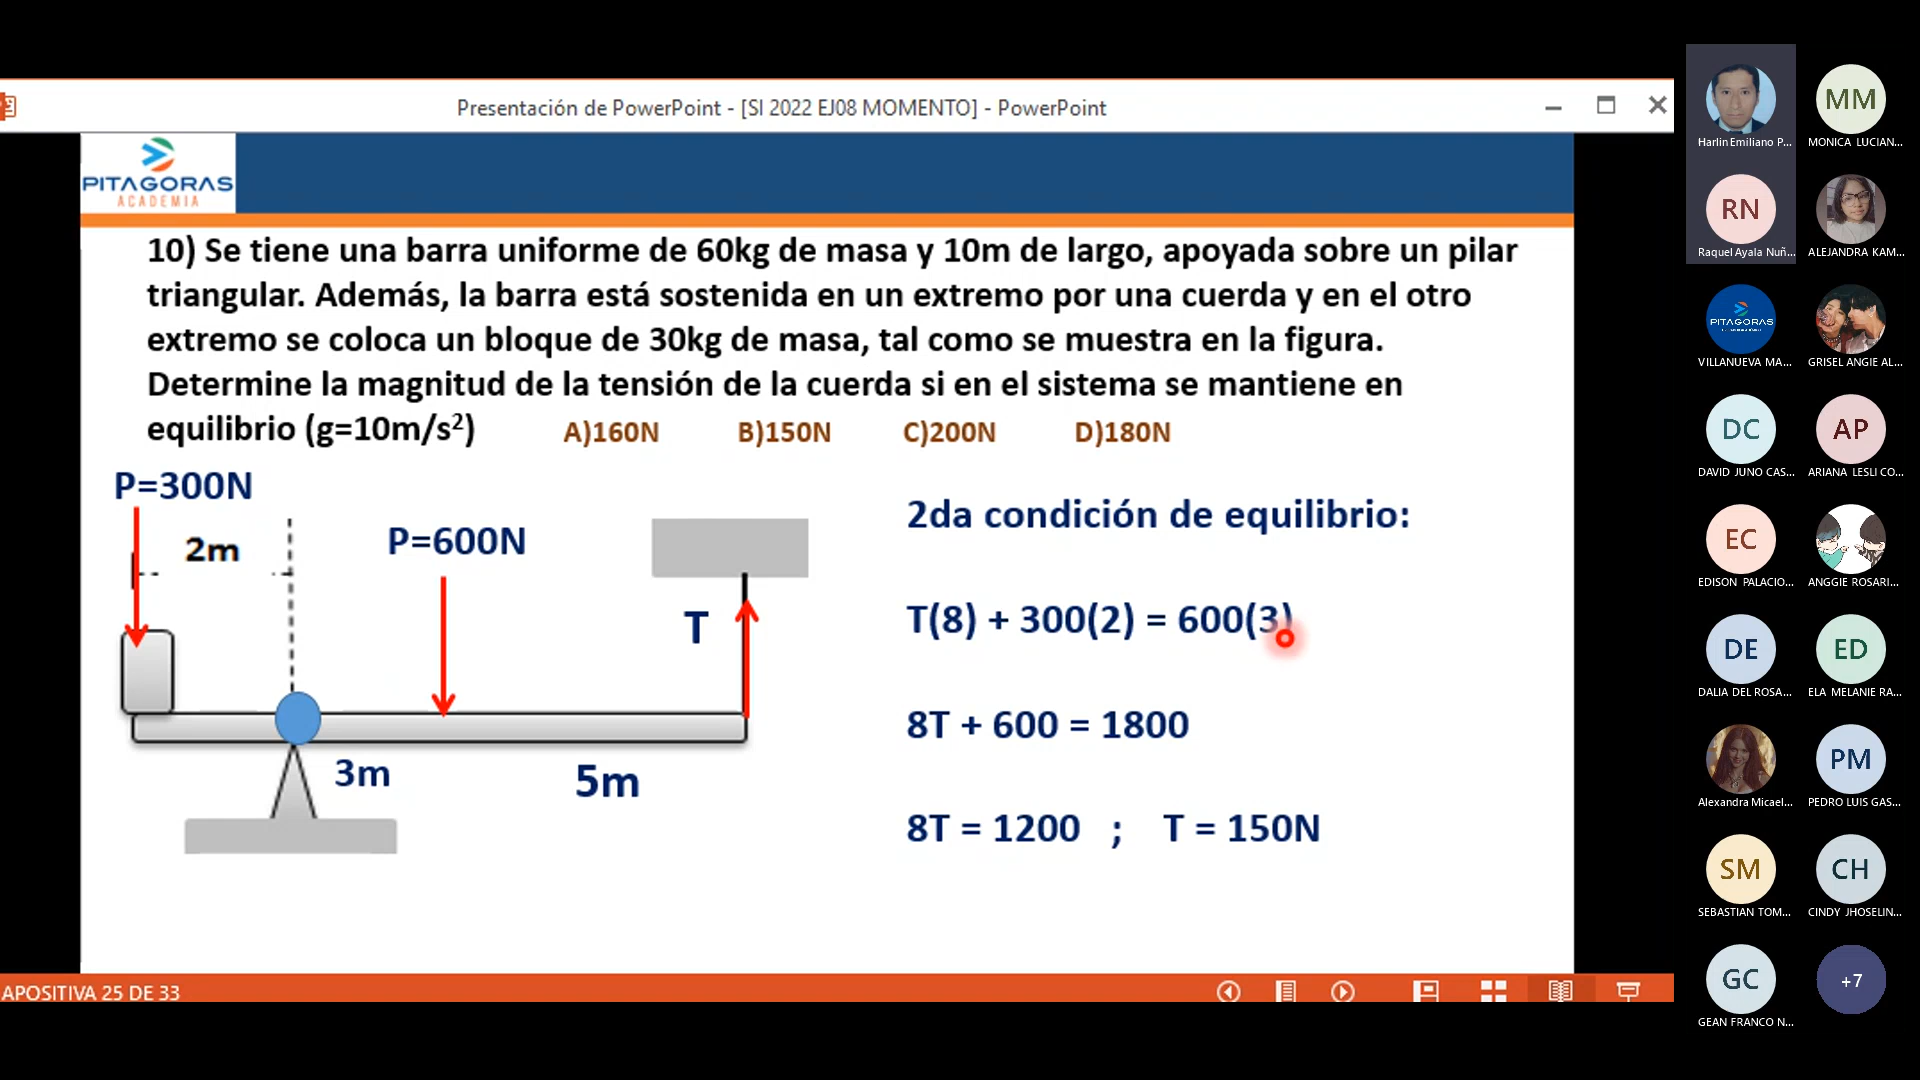 Presentación de PowerPoint - [SI 2022 EJ08 MOMENTO] - PowerPoint
PITAGORAS
ACADEMIA
10) Se tiene una barra uniforme de 60kg de masa y 10m de largo, apoyada sobre un pilar
triangular. Además, la barra está sostenida en un extremo por una cuerda y en el otro
extremo se coloca un bloque de 30kg de masa, tal como se muestra en la figura.
Determine la magnitud de la tensión de la cuerda si en el sistema se mantiene en
equilibrio (g=10m/s²) A)160N B)150N C)200N D)180N
P=300N
2m
P=600N
T
3m
5m
2da condición de equilibrio:
T(8) + 300(2) = 600(3)
8T + 600 = 1800
8T = 1200 ; T = 150N
APOSITIVA 25 DE 33
Harlin Emiliano P...
MM
MONICA LUCIAN...
RN
Raquel Ayala Nuñ...
ALEJANDRA KAM...
PITAGORAS
VILLANUEVA MA...
GRISEL ANGIE AL...
DC
DAVID JUNO CAS...
AP
ARIANA LESLI CO...
EC
EDISON PALACIO...
ANGGIE ROSARI...
DE
DALIA DEL ROSA...
ED
ELA MELANIE RA...
Alexandra Micael...
PM
PEDRO LUIS GAS...
SM
SEBASTIAN TOM...
CH
CINDY JHOSELIN...
GC
GEAN FRANCO N...
+7